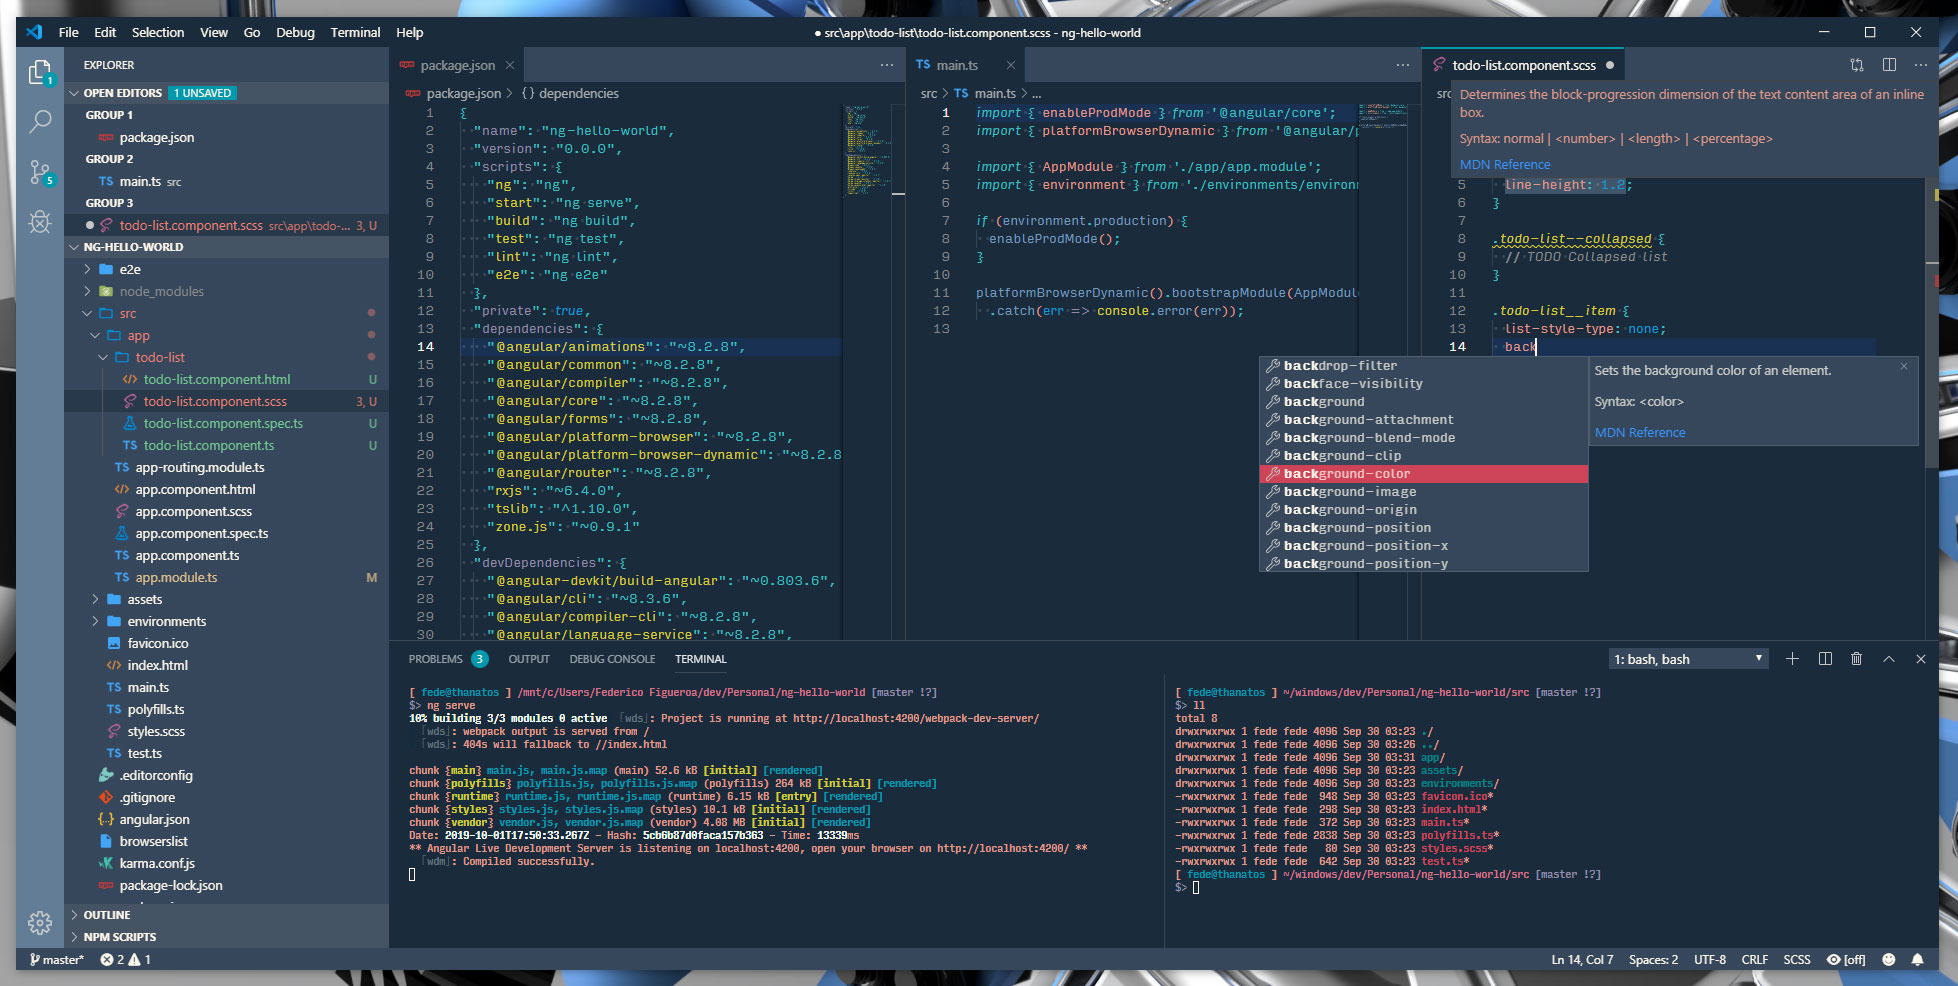 File Edit Selection View Go Debug Terminal Help
● src\app\todo-list\todo-list.component.scss - ng-hello-world
EXPLORER
OPEN EDITORS 1 UNSAVED
GROUP 1
package.json
GROUP 2
TS main.ts src
GROUP 3
todo-list.component.scss src\app\todo-... 3, U
NG-HELLO-WORLD
e2e
node_modules
src
app
todo-list
todo-list.component.html U
todo-list.component.scss 3, U
todo-list.component.spec.ts U
TS todo-list.component.ts U
TS app-routing.module.ts
app.component.html
app.component.scss
app.component.spec.ts
TS app.component.ts
TS app.module.ts M
assets
environments
favicon.ico
index.html
TS main.ts
TS polyfills.ts
styles.scss
TS test.ts
.editorconfig
.gitignore
angular.json
browserslist
karma.conf.js
package-lock.json
OUTLINE
NPM SCRIPTS
1
5
package.json
package.json > {} dependencies
1 {
2 "name": "ng-hello-world",
3 "version": "0.0.0",
4 "scripts": {
5 "ng": "ng",
6 "start": "ng serve",
7 "build": "ng build",
8 "test": "ng test",
9 "lint": "ng lint",
10 "e2e": "ng e2e"
11 },
12 "private": true,
13 "dependencies": {
14 "@angular/animations": "~8.2.8",
15 "@angular/common": "~8.2.8",
16 "@angular/compiler": "~8.2.8",
17 "@angular/core": "~8.2.8",
18 "@angular/forms": "~8.2.8",
19 "@angular/platform-browser": "~8.2.8",
20 "@angular/platform-browser-dynamic": "~8.2.8
21 "@angular/router": "~8.2.8",
22 "rxjs": "~6.4.0",
23 "tslib": "^1.10.0",
24 "zone.js": "~0.9.1"
25 },
26 "devDependencies": {
27 "@angular-devkit/build-angular": "~0.803.6",
28 "@angular/cli": "~8.3.6",
29 "@angular/compiler-cli": "~8.2.8",
30 "@angular/language-service": "~8.2.8",
TS main.ts
src > TS main.ts > ...
1 import { enableProdMode } from '@angular/core';
2 import { platformBrowserDynamic } from '@angular/p
3
4 import { AppModule } from './app/app.module';
5 import { environment } from './environments/environ
6
7 if (environment.production) {
8 enableProdMode();
9 }
10
11 platformBrowserDynamic().bootstrapModule(AppModul
12 .catch(err => console.error(err));
13
todo-list.component.scss ●
src
Determines the block-progression dimension of the text content area of an inline
box.
Syntax: normal | <number> | <length> | <percentage>
MDN Reference
5 line-height: 1.2;
6 }
7
8 .todo-list--collapsed {
9 // TODO Collapsed list
10 }
11
12 .todo-list__item {
13 list-style-type: none;
14 back
backdrop-filter
backface-visibility
background
background-attachment
background-blend-mode
background-clip
background-color
background-image
background-origin
background-position
background-position-x
background-position-y
Sets the background color of an element.
Syntax: <color>
MDN Reference
PROBLEMS 3 OUTPUT DEBUG CONSOLE TERMINAL
1: bash, bash
[ fede@thanatos ] /mnt/c/Users/Federico Figueroa/dev/Personal/ng-hello-world [master !?]
$> ng serve
10% building 3/3 modules 0 active ｢wds｣: Project is running at http://localhost:4200/webpack-dev-server/
｢wds｣: webpack output is served from /
｢wds｣: 404s will fallback to //index.html
chunk {main} main.js, main.js.map (main) 52.6 kB [initial] [rendered]
chunk {polyfills} polyfills.js, polyfills.js.map (polyfills) 264 kB [initial] [rendered]
chunk {runtime} runtime.js, runtime.js.map (runtime) 6.15 kB [entry] [rendered]
chunk {styles} styles.js, styles.js.map (styles) 10.1 kB [initial] [rendered]
chunk {vendor} vendor.js, vendor.js.map (vendor) 4.08 MB [initial] [rendered]
Date: 2019-10-01T17:50:33.267Z - Hash: 5cb6b87d0faca157b363 - Time: 13339ms
** Angular Live Development Server is listening on localhost:4200, open your browser on http://localhost:4200/ **
｢wdm｣: Compiled successfully.
[ fede@thanatos ] ~/windows/dev/Personal/ng-hello-world/src [master !?]
$> ll
total 8
drwxrwxrwx 1 fede fede 4096 Sep 30 03:23 ./
drwxrwxrwx 1 fede fede 4096 Sep 30 03:26 ../
drwxrwxrwx 1 fede fede 4096 Sep 30 03:31 app/
drwxrwxrwx 1 fede fede 4096 Sep 30 03:23 assets/
drwxrwxrwx 1 fede fede 4096 Sep 30 03:23 environments/
-rwxrwxrwx 1 fede fede 948 Sep 30 03:23 favicon.ico*
-rwxrwxrwx 1 fede fede 298 Sep 30 03:23 index.html*
-rwxrwxrwx 1 fede fede 372 Sep 30 03:23 main.ts*
-rwxrwxrwx 1 fede fede 2838 Sep 30 03:23 polyfills.ts*
-rwxrwxrwx 1 fede fede 80 Sep 30 03:23 styles.scss*
-rwxrwxrwx 1 fede fede 642 Sep 30 03:23 test.ts*
[ fede@thanatos ] ~/windows/dev/Personal/ng-hello-world/src [master !?]
$>
master* 2 1
Ln 14, Col 7 Spaces: 2 UTF-8 CRLF SCSS [off]